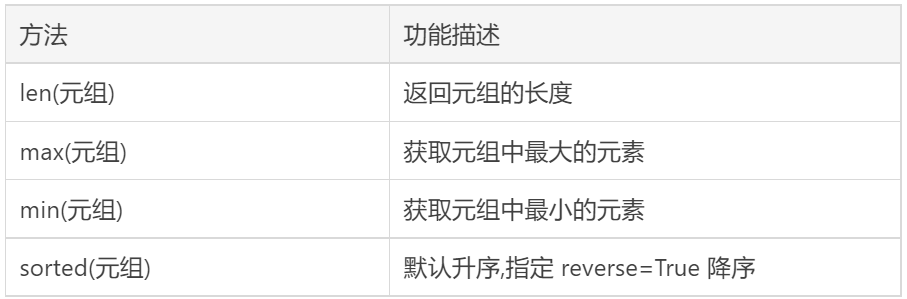 方法 功能描述
len(元组) 返回元组的长度
max(元组) 获取元组中最大的元素
min(元组) 获取元组中最小的元素
sorted(元组) 默认升序,指定 reverse=True 降序